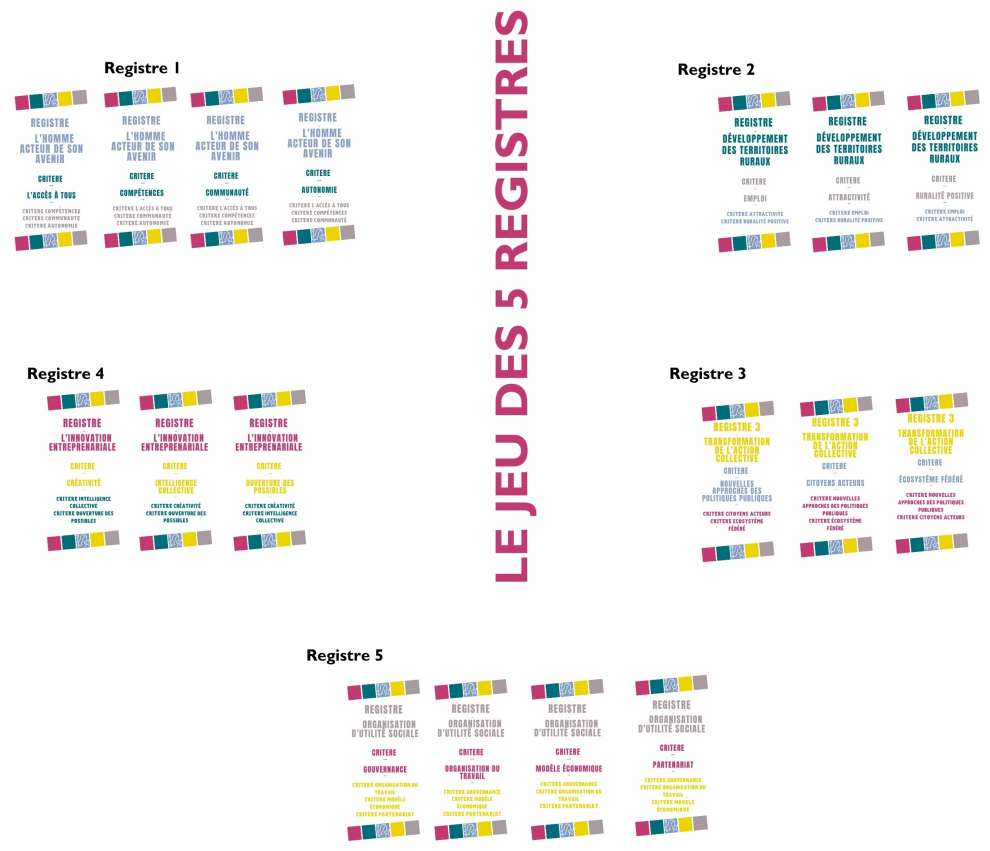 LE JEU DES 5 REGISTRES
Registre 1
REGISTRE
L'HOMME
ACTEUR DE SON
AVENIR
CRITERE
L'ACCÈS À TOUS
CRITERE COMPETENCES
CRITERE COMMUNAUTÉ
CRITERE AUTONOMIE
REGISTRE
L'HOMME
ACTEUR DE SON
AVENIR
CRITERE
COMPÉTENCES
CRITERE L ACCÉS À TOUS
CRITERE COMMUNAUTÉ
CRITERE AUTONOMIE
REGISTRE
L'HOMME
ACTEUR DE SON
AVENIR
CRITERE
COMMUNAUTÉ
CRITERE L ACCÉS À TOUS
CRITERE COMPÉTENCES
CRITERE AUTONOMIE
REGISTRE
L'HOMME
ACTEUR DE SON
AVENIR
CRITERE
AUTONOMIE
CRITERE L ACCÉS À TOUS
CRITERE COMPÉTENCES
CRITERE COMMUNAUTÉ
Registre 2
REGISTRE
DÉVELOPPEMENT
DES TERRITOIRES
RURAUX
CRITERE
EMPLOI
CRITERE ATTRACTIVITÉ
CRITERE RURALITÉ POSITIVE
REGISTRE
DÉVELOPPEMENT
DES TERRITOIRES
RURAUX
CRITERE
ATTRACTIVITÉ
CRITERE EMPLOI
CRITERE RURALITÉ POSITIVE
REGISTRE
DÉVELOPPEMENT
DES TERRITOIRES
RURAUX
CRITERE
RURALITÉ POSITIVE
CRITERE EMPLOI
CRITERE ATTRACTIVITÉ
Registre 4
REGISTRE
L'INNOVATION
ENTREPRENARIALE
CRITERE
CRÉATIVITÉ
CRITERE INTELLIGENCE
COLLECTIVE
CRITERE OUVERTURE DES
POSSIBLES
REGISTRE
L'INNOVATION
ENTREPRENARIALE
CRITERE
INTELLIGENCE
COLLECTIVE
CRITERE CRÉATIVITÉ
CRITERE OUVERTURE DES
POSSIBLES
REGISTRE
L'INNOVATION
ENTREPRENARIALE
CRITERE
OUVERTURE DES
POSSIBLES
CRITERE CRÉATIVITÉ
CRITERE INTELLIGENCE
COLLECTIVE
Registre 3
REGISTRE 3
TRANSFORMATION
DE L'ACTION
COLLECTIVE
CRITERE
NOUVELLES
APPROCHES DES
POLITIQUES PUBLIQUES
CRITERE CITOYENS ACTEURS
CRITERE ECOSYSTÉME
FÉDÉRÉ
REGISTRE 3
TRANSFORMATION
DE L'ACTION
COLLECTIVE
CRITERE
CITOYENS ACTEURS
CRITERE NOUVELLES
APPROCHES DES POLITIQUES
PUBLIQUES
CRITERE ÉCOSYSTÉME
FÉDÉRÉ
REGISTRE 3
TRANSFORMATION
DE L'ACTION
COLLECTIVE
CRITERE
ÉCOSYSTÉME FÉDÉRÉ
CRITERE NOUVELLES
APPROCHES DES POLITIQUES
PUBLIQUES
CRITERE CITOYENS ACTEURS
Registre 5
REGISTRE
ORGANISATION
D'UTILITÉ SOCIALE
CRITERE
GOUVERNANCE
CRITERE ORGANISATION DU
TRAVAIL
CRITERE MODÈLE
ÉCONOMIQUE
CRITERE PARTENARIAT
REGISTRE
ORGANISATION
D'UTILITÉ SOCIALE
CRITERE
ORGANISATION DU
TRAVAIL
CRITERE GOUVERNANCE
CRITERE MODÈLE
ÉCONOMIQUE
CRITERE PARTENARIAT
REGISTRE
ORGANISATION
D'UTILITÉ SOCIALE
CRITERE
MODÈLE ÉCONOMIQUE
CRITERE GOUVERNANCE
CRITERE ORGANISATION DU
TRAVAIL
CRITERE PARTENARIAT
REGISTRE
ORGANISATION
D'UTILITÉ SOCIALE
CRITERE
PARTENARIAT
CRITERE GOUVERNANCE
CRITERE ORGANISATION DU
TRAVAIL
CRITERE MODÈLE
ÉCONOMIQUE